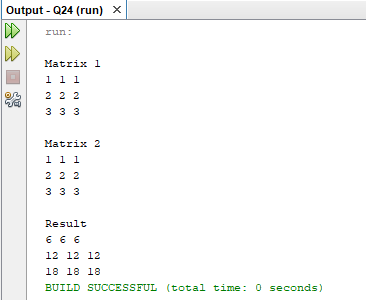 Output - Q24 (run) ×
run:
Matrix 1
1 1 1
2 2 2
3 3 3
Matrix 2
1 1 1
2 2 2
3 3 3
Result
6 6 6
12 12 12
18 18 18
BUILD SUCCESSFUL (total time: 0 seconds)